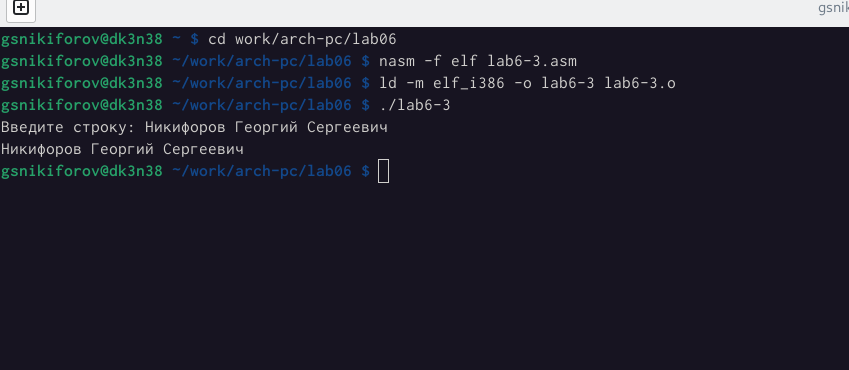 gsnik
gsnikiforov@dk3n38 ~ $ cd work/arch-pc/lab06
gsnikiforov@dk3n38 ~/work/arch-pc/lab06 $ nasm -f elf lab6-3.asm
gsnikiforov@dk3n38 ~/work/arch-pc/lab06 $ ld -m elf_i386 -o lab6-3 lab6-3.o
gsnikiforov@dk3n38 ~/work/arch-pc/lab06 $ ./lab6-3
Введите строку: Никифоров Георгий Сергеевич
Никифоров Георгий Сергеевич
gsnikiforov@dk3n38 ~/work/arch-pc/lab06 $